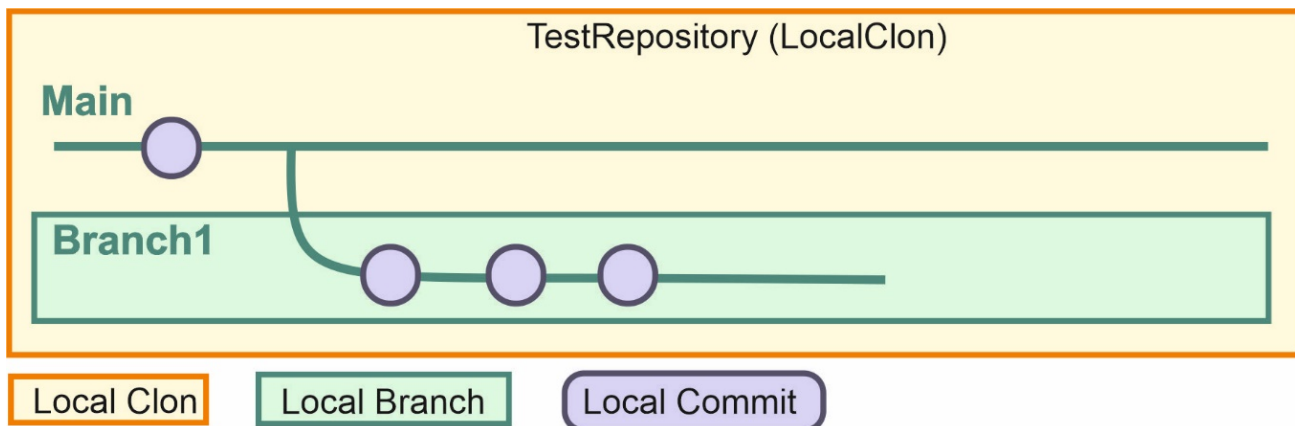 TestRepository (LocalClon)
Main
Branch1
Local Clon
Local Branch
Local Commit